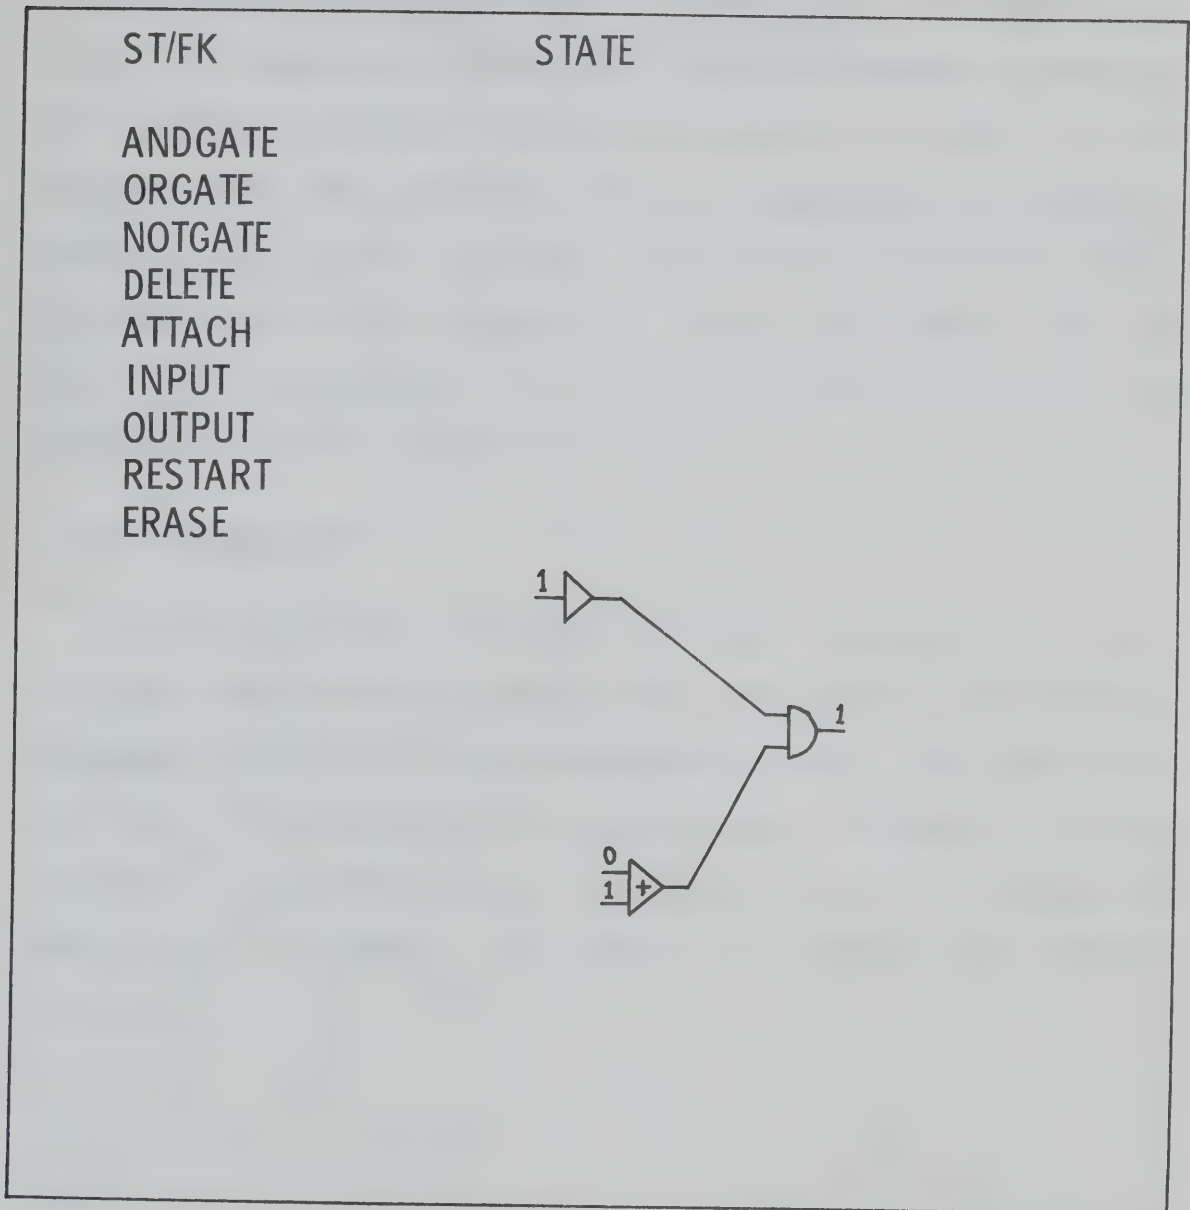 ST/FK STATE
ANDGATE
ORGATE
NOTGATE
DELETE
ATTACH
INPUT
OUTPUT
RESTART
ERASE
1
1
0
1 +